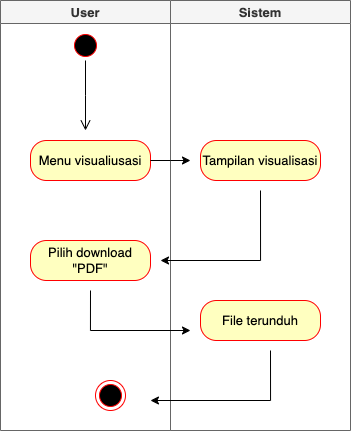 User
Sistem
Menu visualiusasi
Tampilan visualisasi
Pilih download
"PDF"
File terunduh